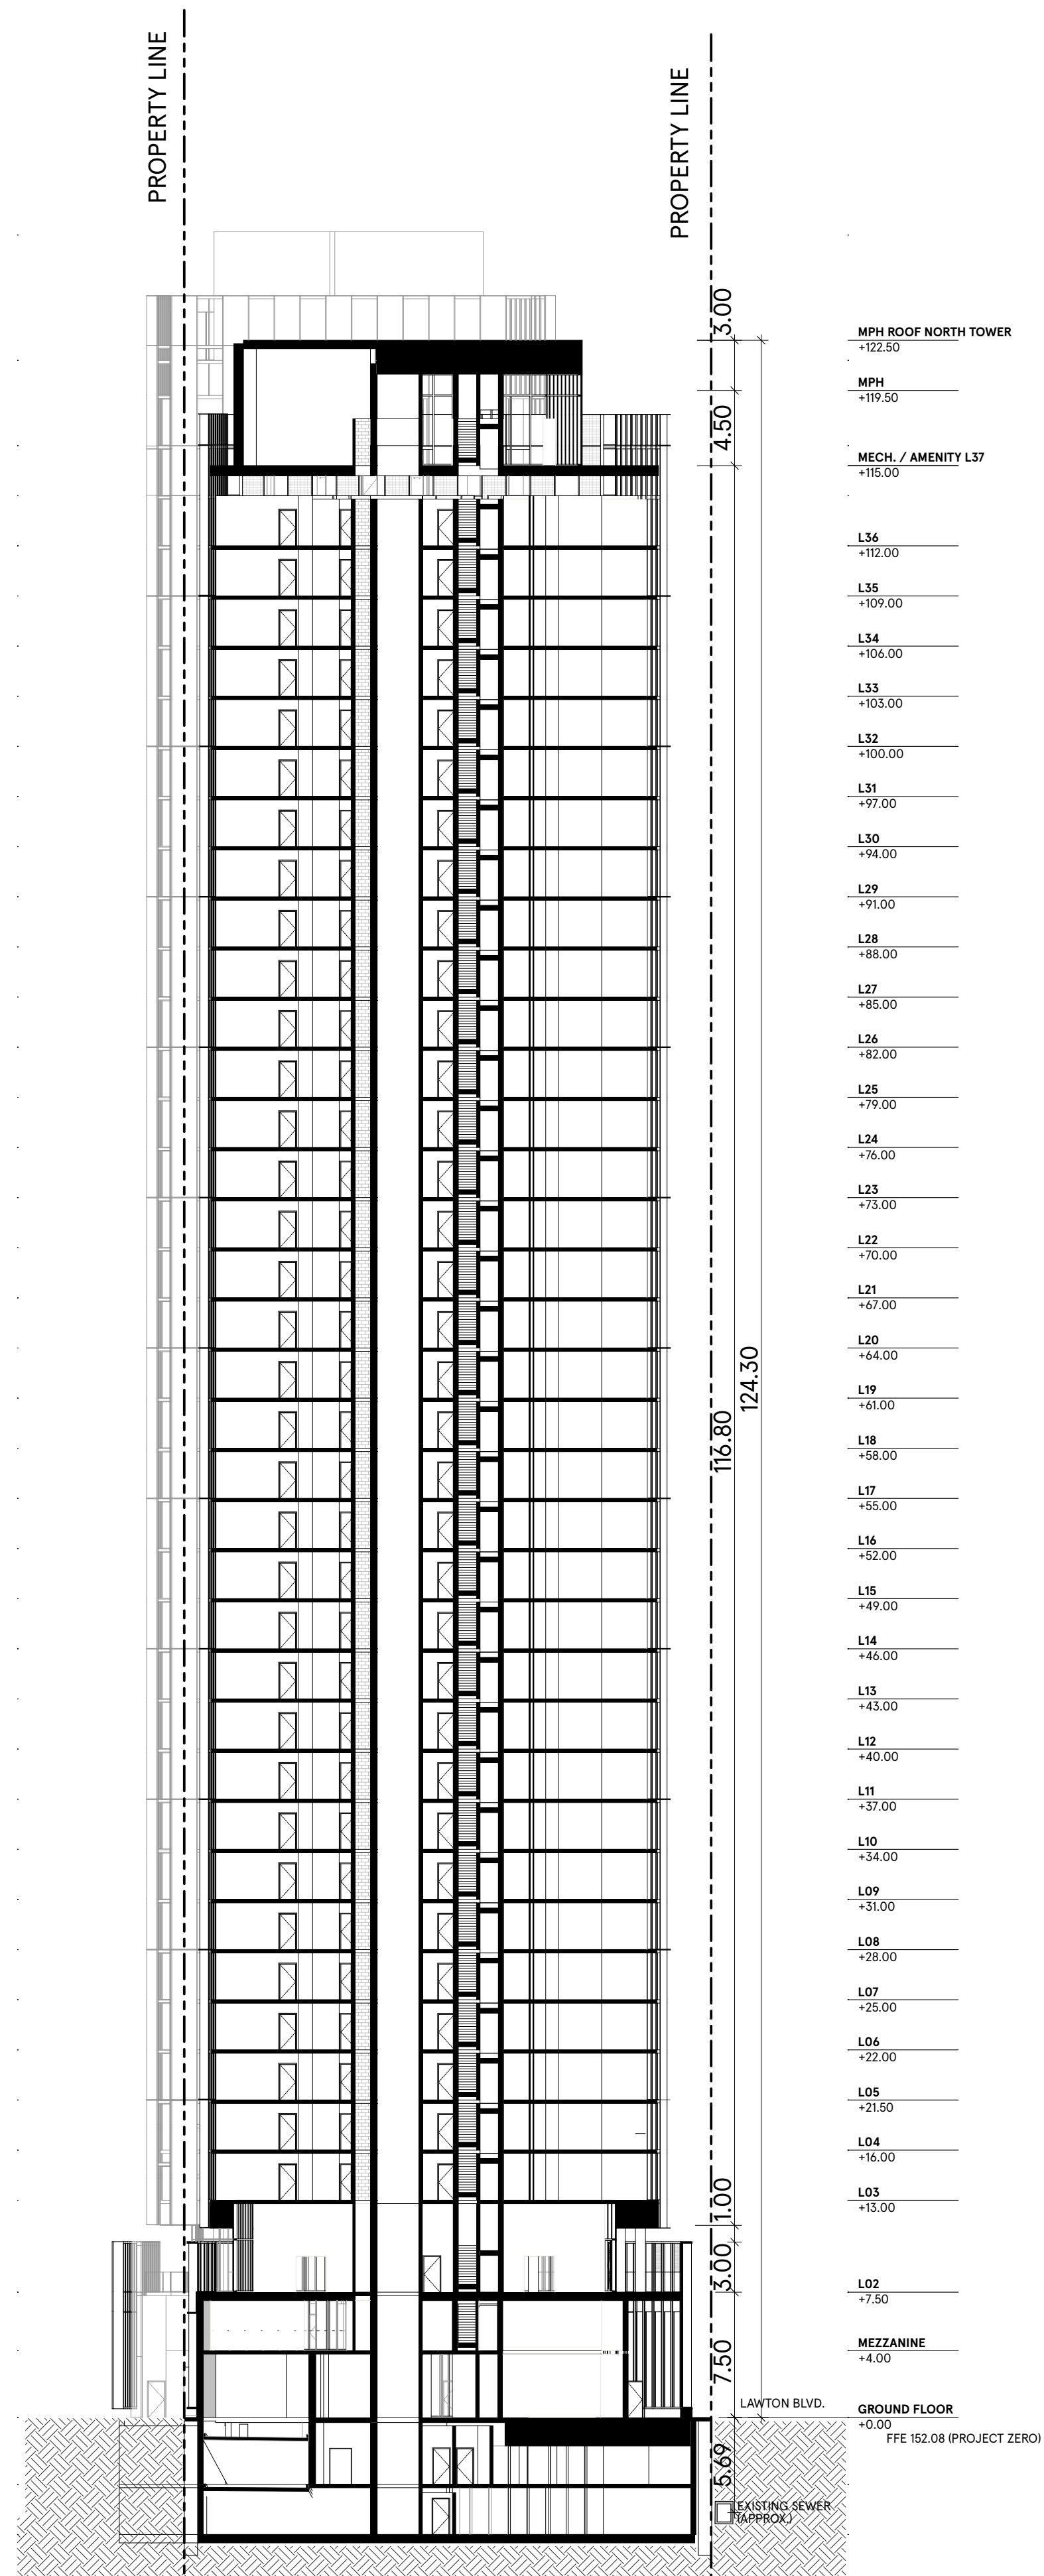 PROPERTY LINE
PROPERTY LINE
3.00
MPH ROOF NORTH TOWER
+122.50
MPH
+119.50
4.50
MECH. / AMENITY L37
+115.00
L36
+112.00
L35
+109.00
L34
+106.00
L33
+103.00
L32
+100.00
L31
+97.00
L30
+94.00
L29
+91.00
L28
+88.00
L27
+85.00
L26
+82.00
L25
+79.00
L24
+76.00
L23
+73.00
L22
+70.00
L21
+67.00
L20
+64.00
124.30
L19
+61.00
116.80
L18
+58.00
L17
+55.00
L16
+52.00
L15
+49.00
L14
+46.00
L13
+43.00
L12
+40.00
L11
+37.00
L10
+34.00
L09
+31.00
L08
+28.00
L07
+25.00
L06
+22.00
L05
+21.50
L04
+16.00
L03
+13.00
1.00
3.00
L02
+7.50
MEZZANINE
+4.00
7.50
LAWTON BLVD.
GROUND FLOOR
+0.00
FFE 152.08 (PROJECT ZERO)
5.69
EXISTING SEWER
(APPROX.)